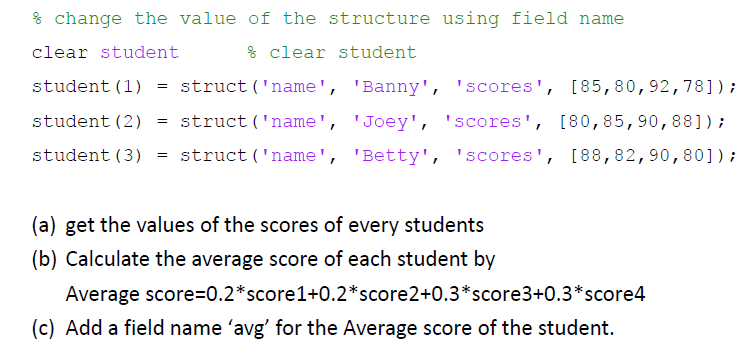 % change the value of the structure using field name
clear student % clear student
student(1) = struct('name', 'Banny', 'scores', [85,80,92,78]);
student(2) = struct('name', 'Joey', 'scores', [80,85,90,88]);
student(3) = struct('name', 'Betty', 'scores', [88,82,90,80]);
(a) get the values of the scores of every students
(b) Calculate the average score of each student by
Average score=0.2*score1+0.2*score2+0.3*score3+0.3*score4
(c) Add a field name ‘avg’ for the Average score of the student.